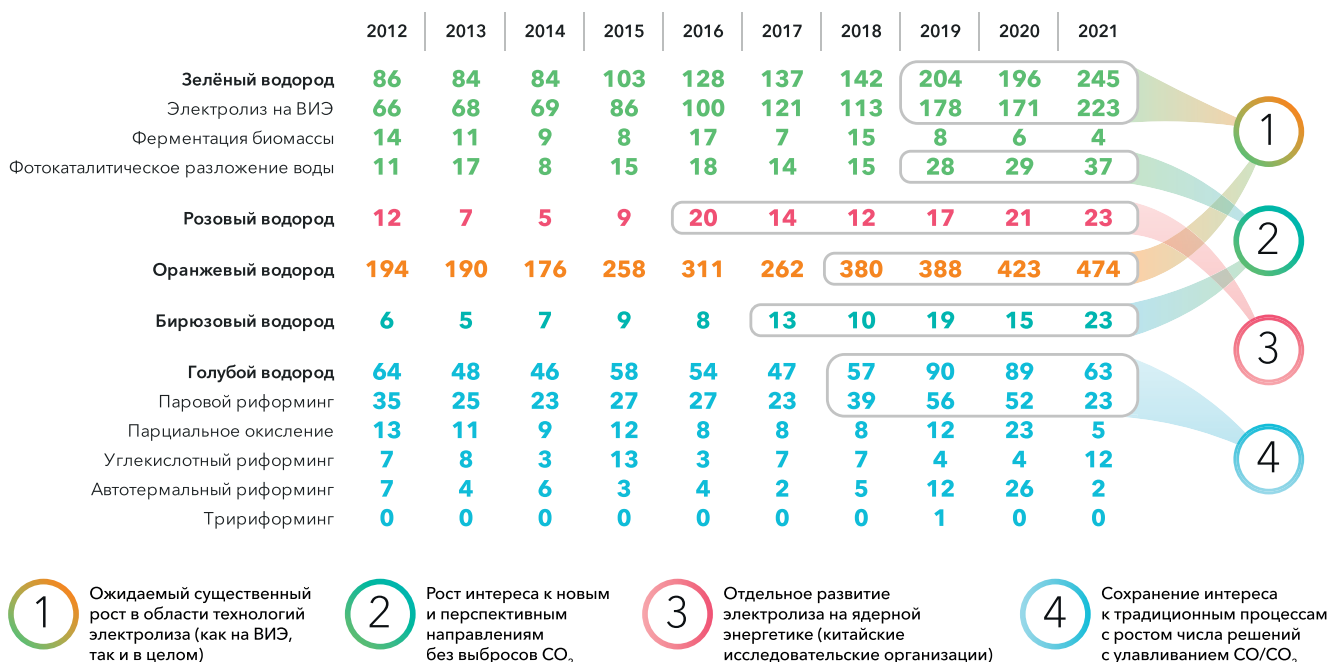 2012 2013 2014 2015 2016 2017 2018 2019 2020 2021
Зелёный водород 86 84 84 103 128 137 142 204 196 245
Электролиз на ВИЭ 66 68 69 86 100 121 113 178 171 223
Ферментация биомассы 14 11 9 8 17 7 15 8 6 4
Фотокаталитическое разложение воды 11 17 8 15 18 14 15 28 29 37
Розовый водород 12 7 5 9 20 14 12 17 21 23
Оранжевый водород 194 190 176 258 311 262 380 388 423 474
Бирюзовый водород 6 5 7 9 8 13 10 19 15 23
Голубой водород 64 48 46 58 54 47 57 90 89 63
Паровой риформинг 35 25 23 27 27 23 39 56 52 23
Парциальное окисление 13 11 9 12 8 8 8 12 23 5
Углекислотный риформинг 7 8 3 13 3 7 7 4 4 12
Автотермальный риформинг 7 4 6 3 4 2 5 12 26 2
Тририформинг 0 0 0 0 0 0 0 1 0 0
1
2
3
4
1
Ожидаемый существенный
рост в области технологий
электролиза (как на ВИЭ,
так и в целом)
2
Рост интереса к новым
и перспективным
направлениям
без выбросов CO₂
3
Отдельное развитие
электролиза на ядерной
энергетике (китайские
исследовательские организации)
4
Сохранение интереса
к традиционным процессам
с ростом числа решений
с улавливанием CO/CO₂